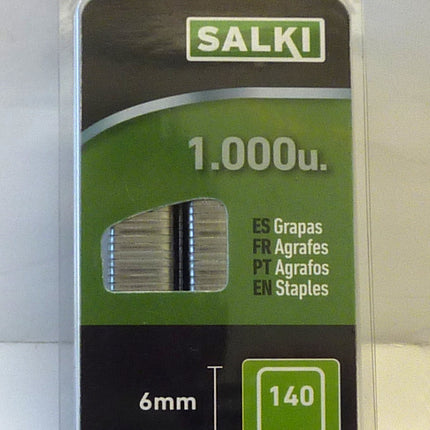 SALKI
1.000u.
ES Grapas
FR Agrafes
PT Agrafos
EN Staples
6mm
140